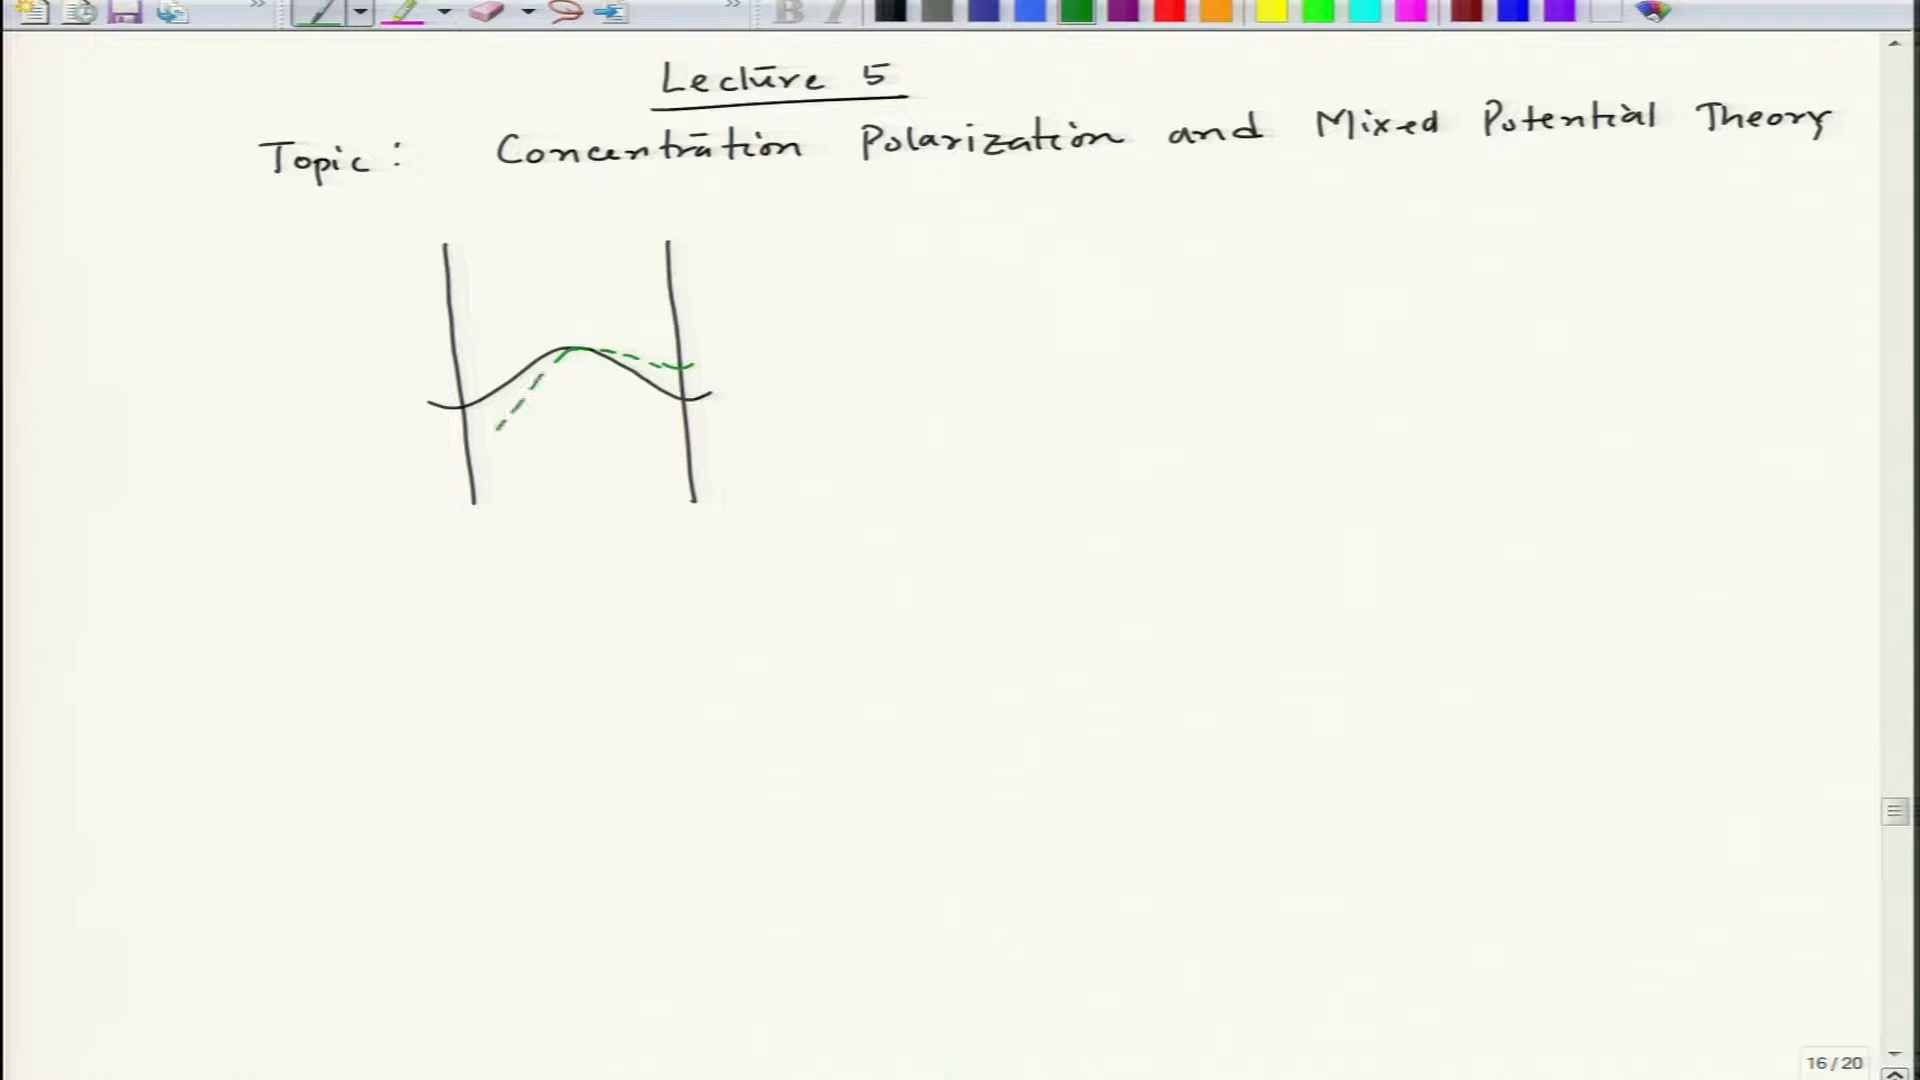 B I
Lecture 5
Topic: Concentration Polarization and Mixed Potential Theory
16/20